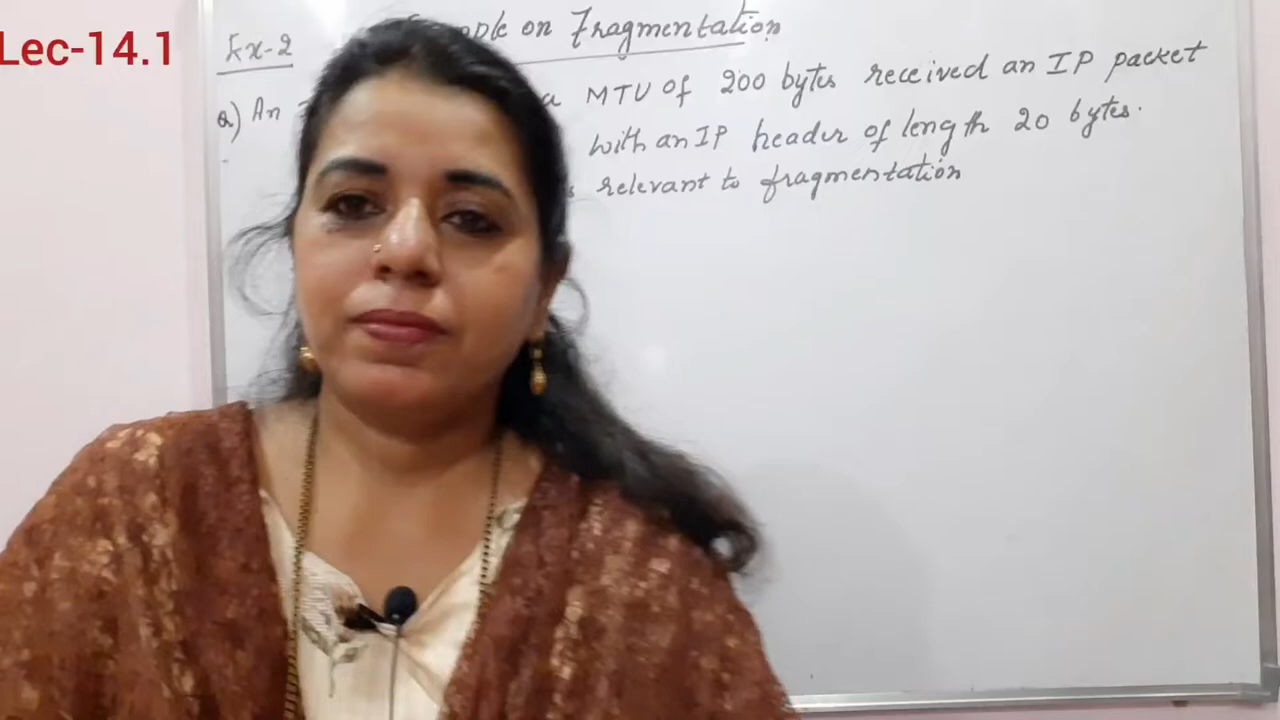 Lec-14.1
Ex-2 on Fragmentation
Q) An a MTU of 200 bytes received an IP packet
with an IP header of length 20 bytes.
relevant to fragmentation